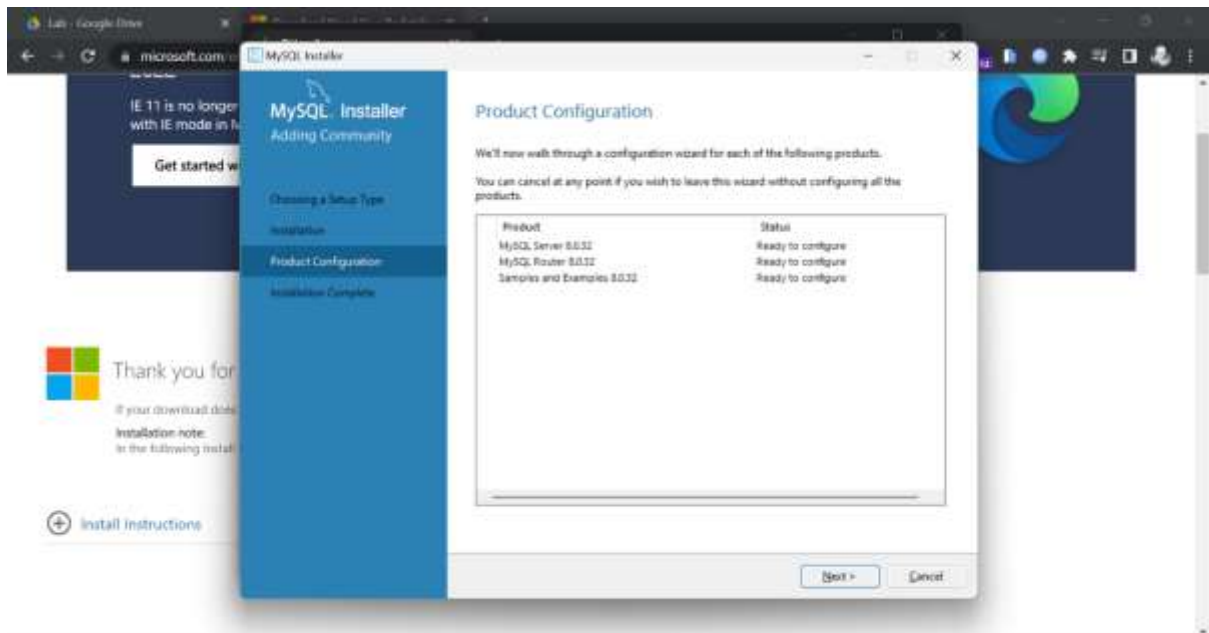 Lab - Google Drive
microsoft.com
MySQL Installer
IE 11 is no longer
with IE mode in
Get started w
MySQL. Installer
Adding Community
Choosing a Setup Type
Installation
Product Configuration
Installation Complete
Product Configuration
We'll now walk through a configuration wizard for each of the following products.
You can cancel at any point if you wish to leave this wizard without configuring all the
products.
Product Status
MySQL Server 8.0.32 Ready to configure
MySQL Router 8.0.32 Ready to configure
Samples and Examples 8.0.32 Ready to configure
Next > Cancel
Thank you for
If your download does
Installation note:
In the following install
Install Instructions